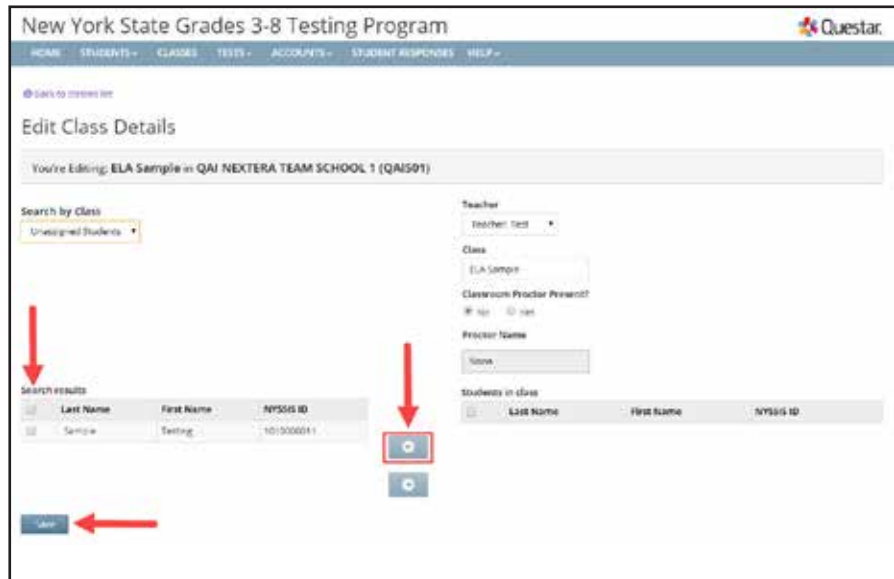 New York State Grades 3-8 Testing Program
Questar.
HOME STUDENTS CLASSES TESTS ACCOUNTS STUDENT RESPONSES HELP
Edit Class Details
You're Editing: ELA Sample in QAI NEXTERA TEAM SCHOOL 1 (QAIS01)
Search by Class
Unassigned Students
Teacher
Teacher, Test
Class
ELA Sample
Classroom Proctor Present?
No Yes
Proctor Name
None
Search results
Last Name First Name NYSSIS ID
Sample Testing
Students in class
Last Name First Name NYSSIS ID
Save